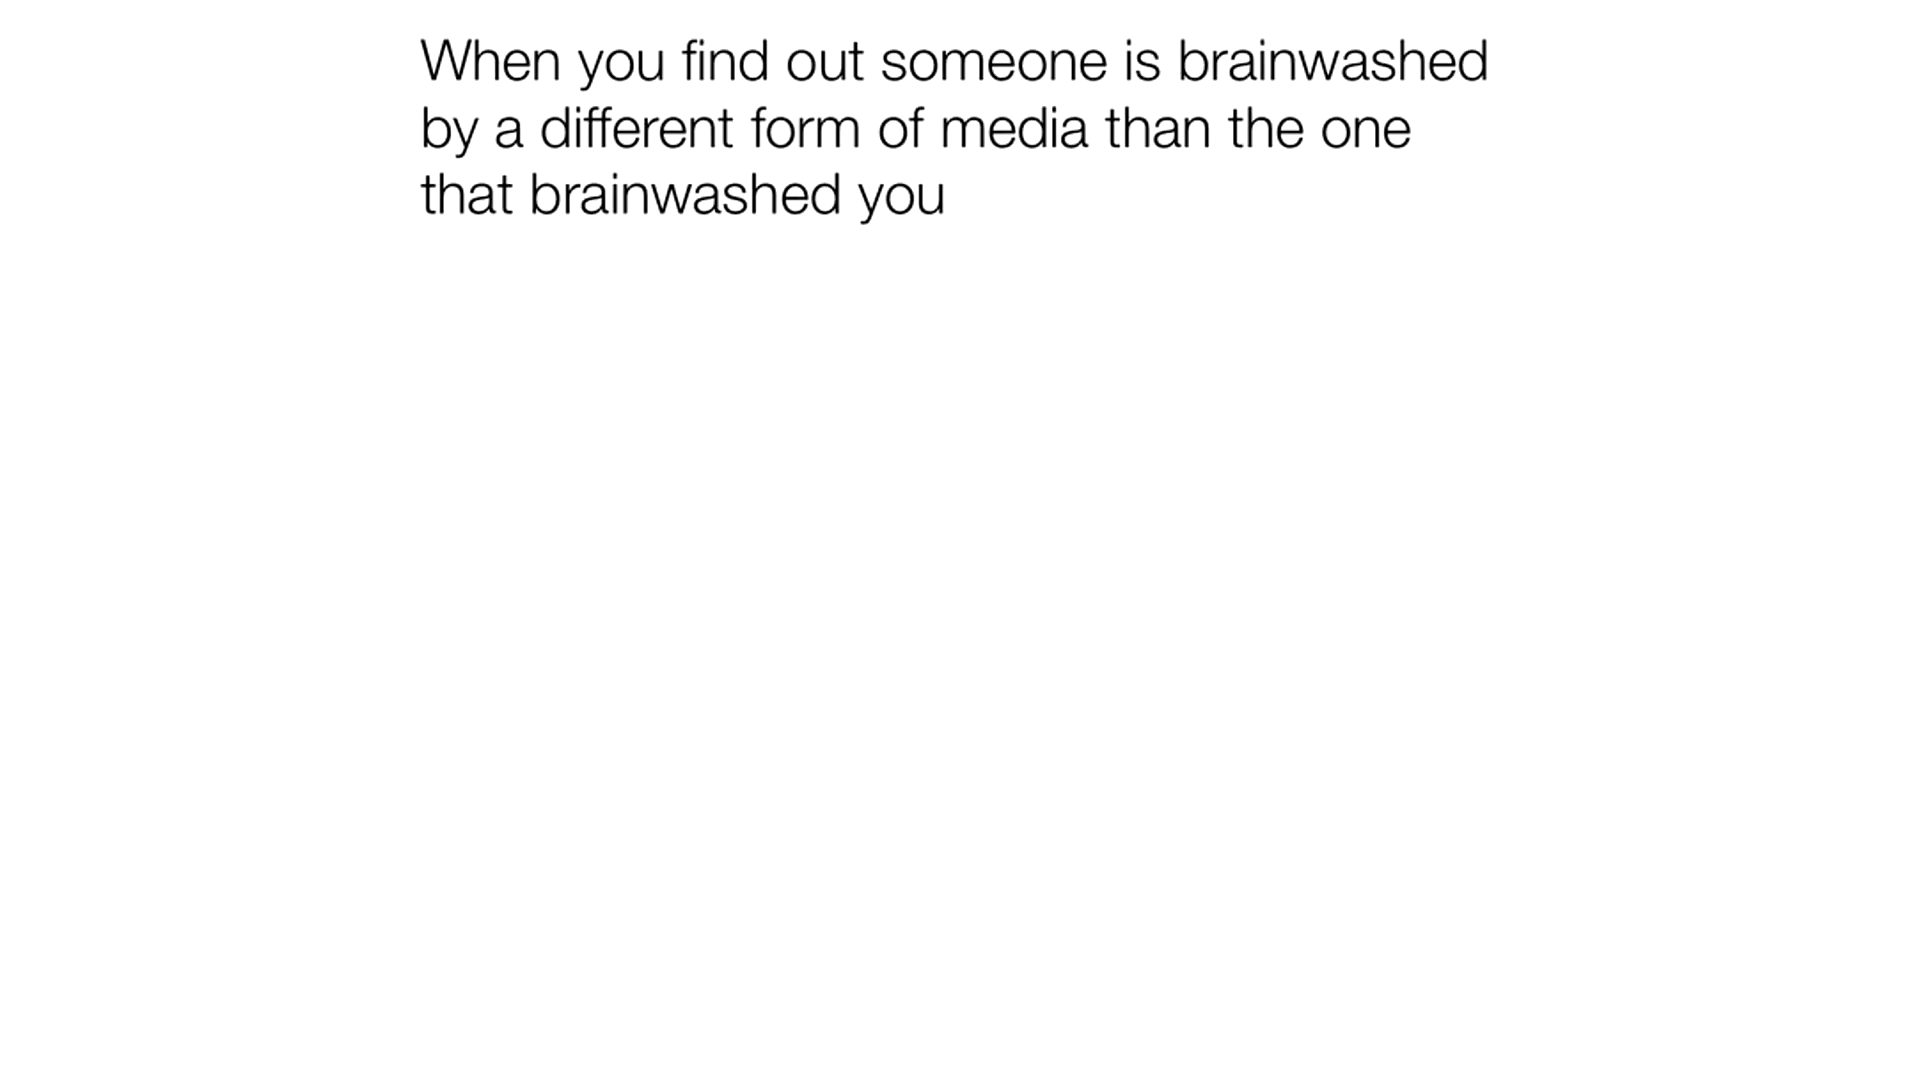 When you find out someone is brainwashed
by a different form of media than the one
that brainwashed you